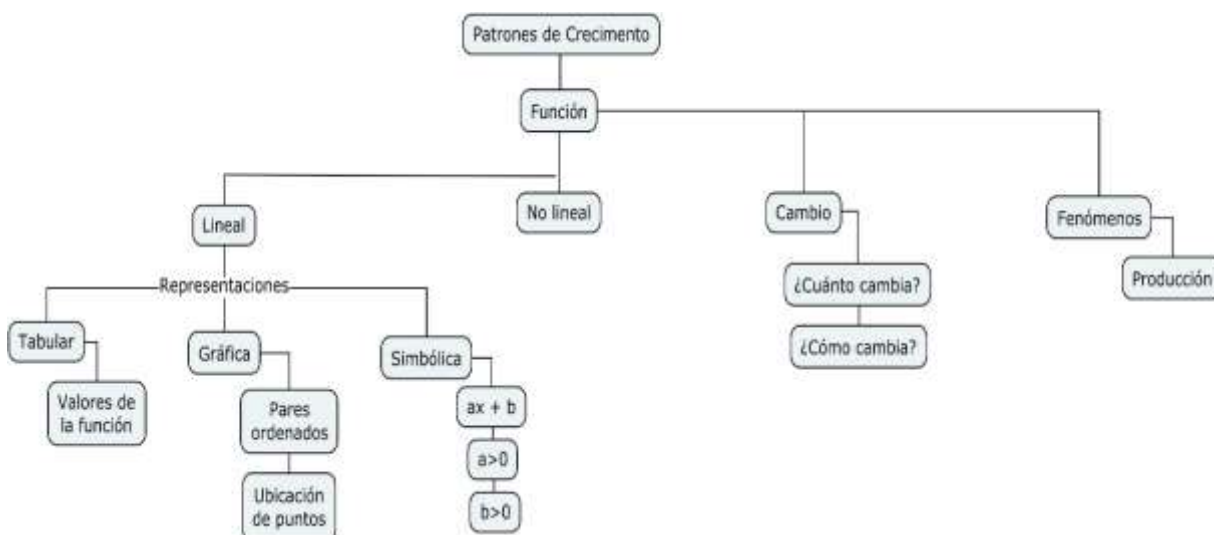 Patrones de Crecimento
Función
Lineal
No lineal
Cambio
Fenómenos
Representaciones
¿Cuánto cambia?
Producción
Tabular
Gráfica
Simbólica
¿Cómo cambia?
Valores de
la función
Pares
ordenados
ax + b
a>0
Ubicación
de puntos
b>0